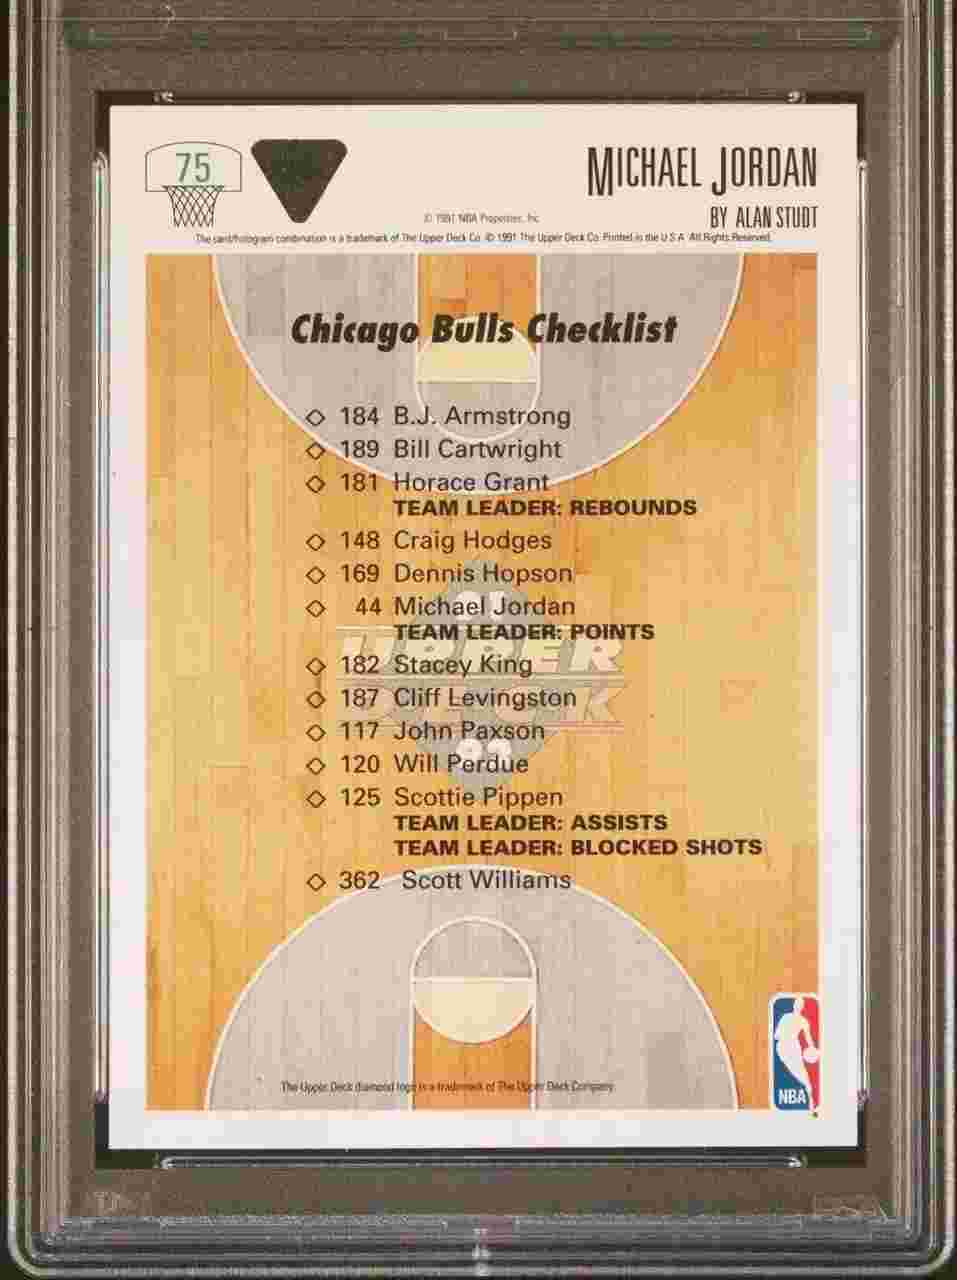 75
MICHAEL JORDAN
BY ALAN STUDT
© 1991 NBA Properties, Inc.
The card/hologram combination is a trademark of The Upper Deck Co. © 1991 The Upper Deck Co. Printed in the U.S.A. All Rights Reserved.
Chicago Bulls Checklist
◇ 184 B.J. Armstrong
◇ 189 Bill Cartwright
◇ 181 Horace Grant
TEAM LEADER: REBOUNDS
◇ 148 Craig Hodges
◇ 169 Dennis Hopson
◇ 44 Michael Jordan
TEAM LEADER: POINTS
◇ 182 Stacey King
◇ 187 Cliff Levingston
◇ 117 John Paxson
◇ 120 Will Perdue
◇ 125 Scottie Pippen
TEAM LEADER: ASSISTS
TEAM LEADER: BLOCKED SHOTS
◇ 362 Scott Williams
91
UPPER
DECK
92
The Upper Deck diamond logo is a trademark of The Upper Deck Company.
NBA